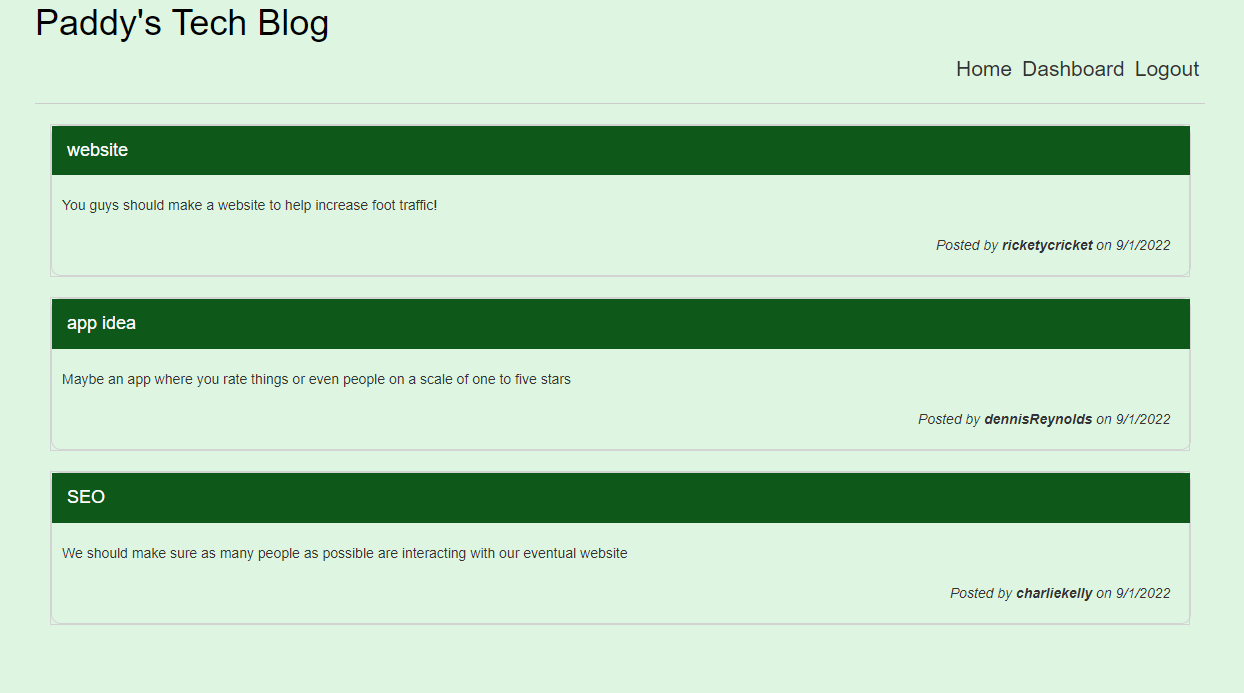 Paddy's Tech Blog
Home Dashboard Logout
website
You guys should make a website to help increase foot traffic!
Posted by ricketycricket on 9/1/2022
app idea
Maybe an app where you rate things or even people on a scale of one to five stars
Posted by dennisReynolds on 9/1/2022
SEO
We should make sure as many people as possible are interacting with our eventual website
Posted by charliekelly on 9/1/2022